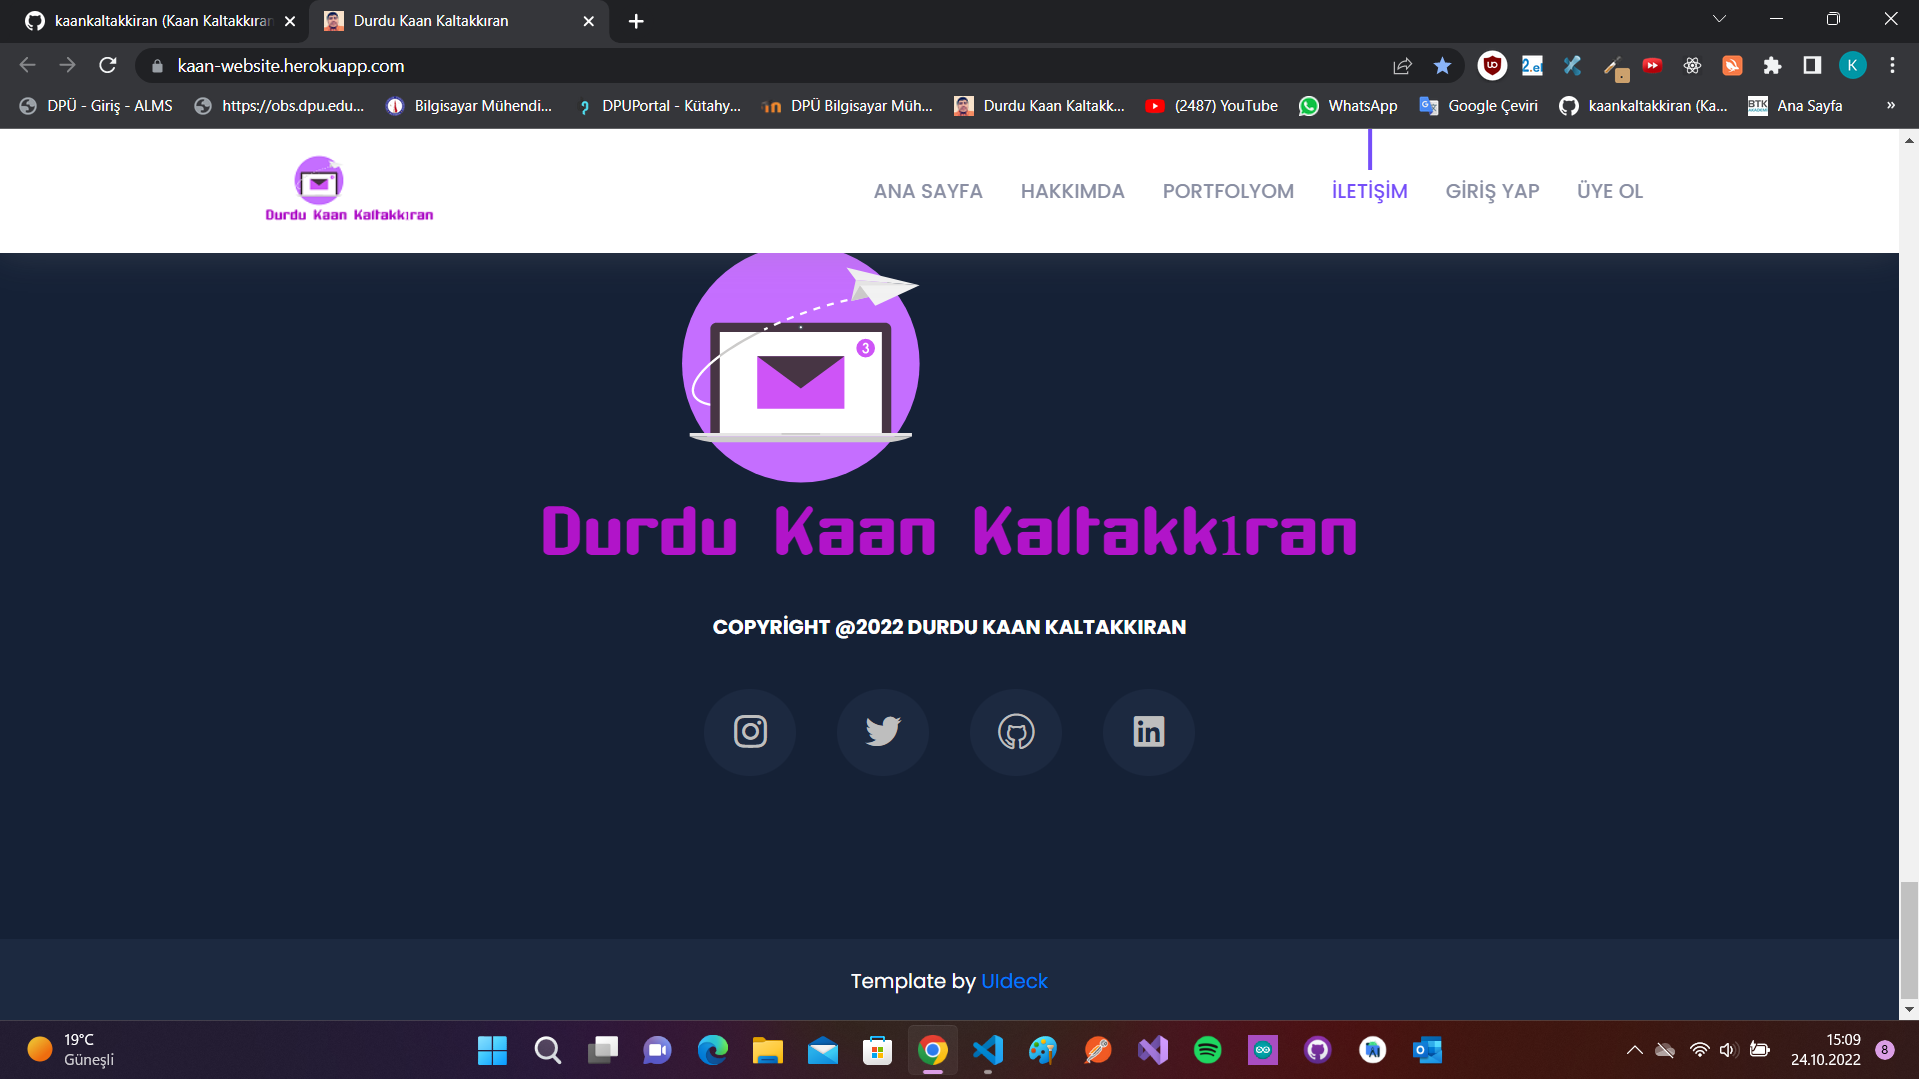 kaankaltakkiran (Kaan Kaltakkıran
Durdu Kaan Kaltakkıran
kaan-website.herokuapp.com
K
DPÜ - Giriş - ALMS
https://obs.dpu.edu...
Bilgisayar Mühendi...
DPUPortal - Kütahy...
DPÜ Bilgisayar Müh...
Durdu Kaan Kaltakk...
(2487) YouTube
WhatsApp
Google Çeviri
kaankaltakkiran (Ka...
BTK
Ana Sayfa
»
Durdu Kaan Kaltakkıran
ANA SAYFA
HAKKIMDA
PORTFOLYOM
İLETİŞİM
GİRİŞ YAP
ÜYE OL
3
Durdu Kaan Kaltakkıran
COPYRİGHT @2022 DURDU KAAN KALTAKKIRAN
in
Template by UIdeck
19°C
Güneşli
15:09
24.10.2022
8